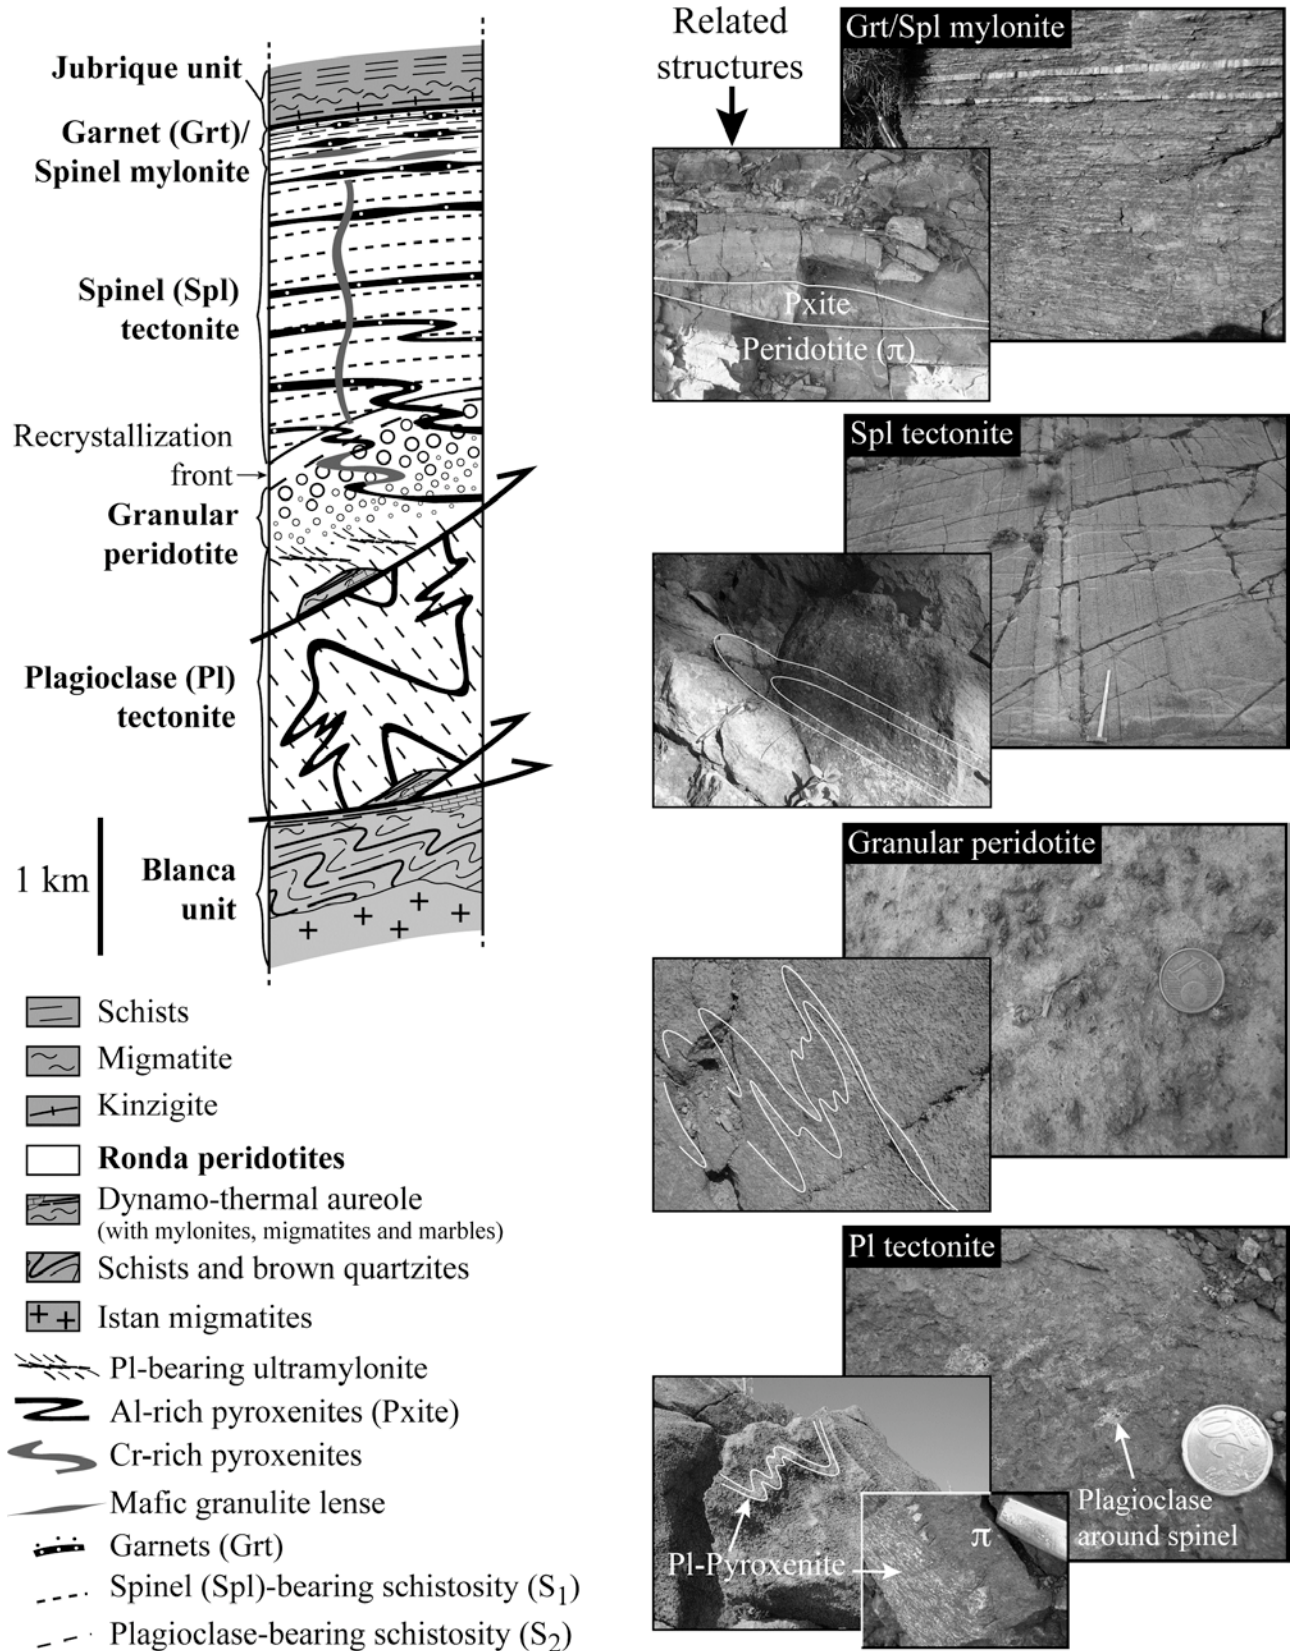 Jubrique unit
Garnet (Grt)/
Spinel mylonite
Spinel (Spl)
tectonite
Recrystallization
front
Granular
peridotite
Plagioclase (Pl)
tectonite
1 km
Blanca
unit
Schists
Migmatite
Kinzigite
Ronda peridotites
Dynamo-thermal aureole
(with mylonites, migmatites and marbles)
Schists and brown quartzites
Istan migmatites
Pl-bearing ultramylonite
Al-rich pyroxenites (Pxite)
Cr-rich pyroxenites
Mafic granulite lense
Garnets (Grt)
Spinel (Spl)-bearing schistosity (S1)
Plagioclase-bearing schistosity (S2)
Related
structures
Grt/Spl mylonite
Pxite
Peridotite (π)
Spl tectonite
Granular peridotite
Pl tectonite
Plagioclase
around spinel
Pl-Pyroxenite
π